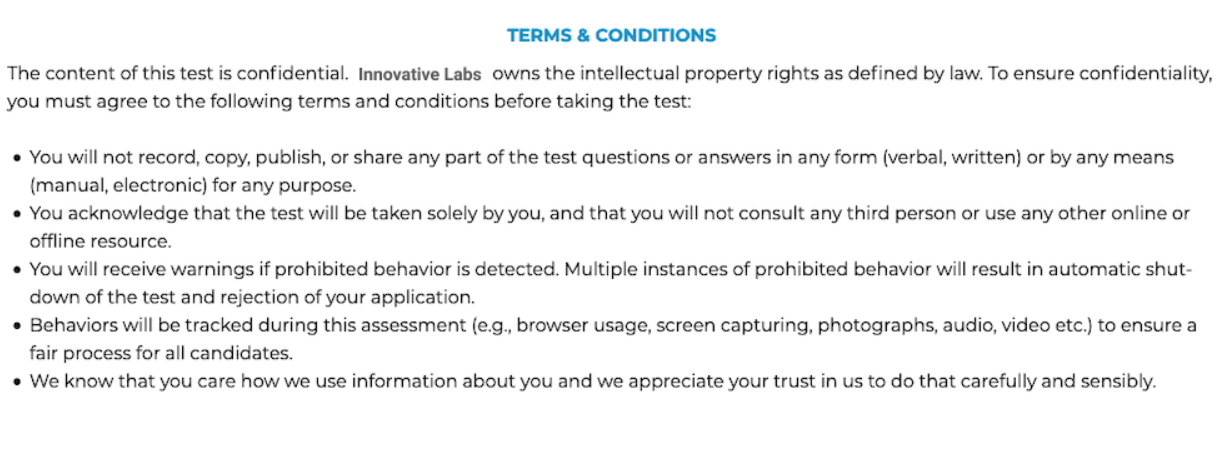 TERMS & CONDITIONS
The content of this test is confidential. Innovative Labs owns the intellectual property rights as defined by law. To ensure confidentiality,
you must agree to the following terms and conditions before taking the test:
• You will not record, copy, publish, or share any part of the test questions or answers in any form (verbal, written) or by any means
(manual, electronic) for any purpose.
• You acknowledge that the test will be taken solely by you, and that you will not consult any third person or use any other online or
offline resource.
• You will receive warnings if prohibited behavior is detected. Multiple instances of prohibited behavior will result in automatic shut-
down of the test and rejection of your application.
• Behaviors will be tracked during this assessment (e.g., browser usage, screen capturing, photographs, audio, video etc.) to ensure a
fair process for all candidates.
• We know that you care how we use information about you and we appreciate your trust in us to do that carefully and sensibly.